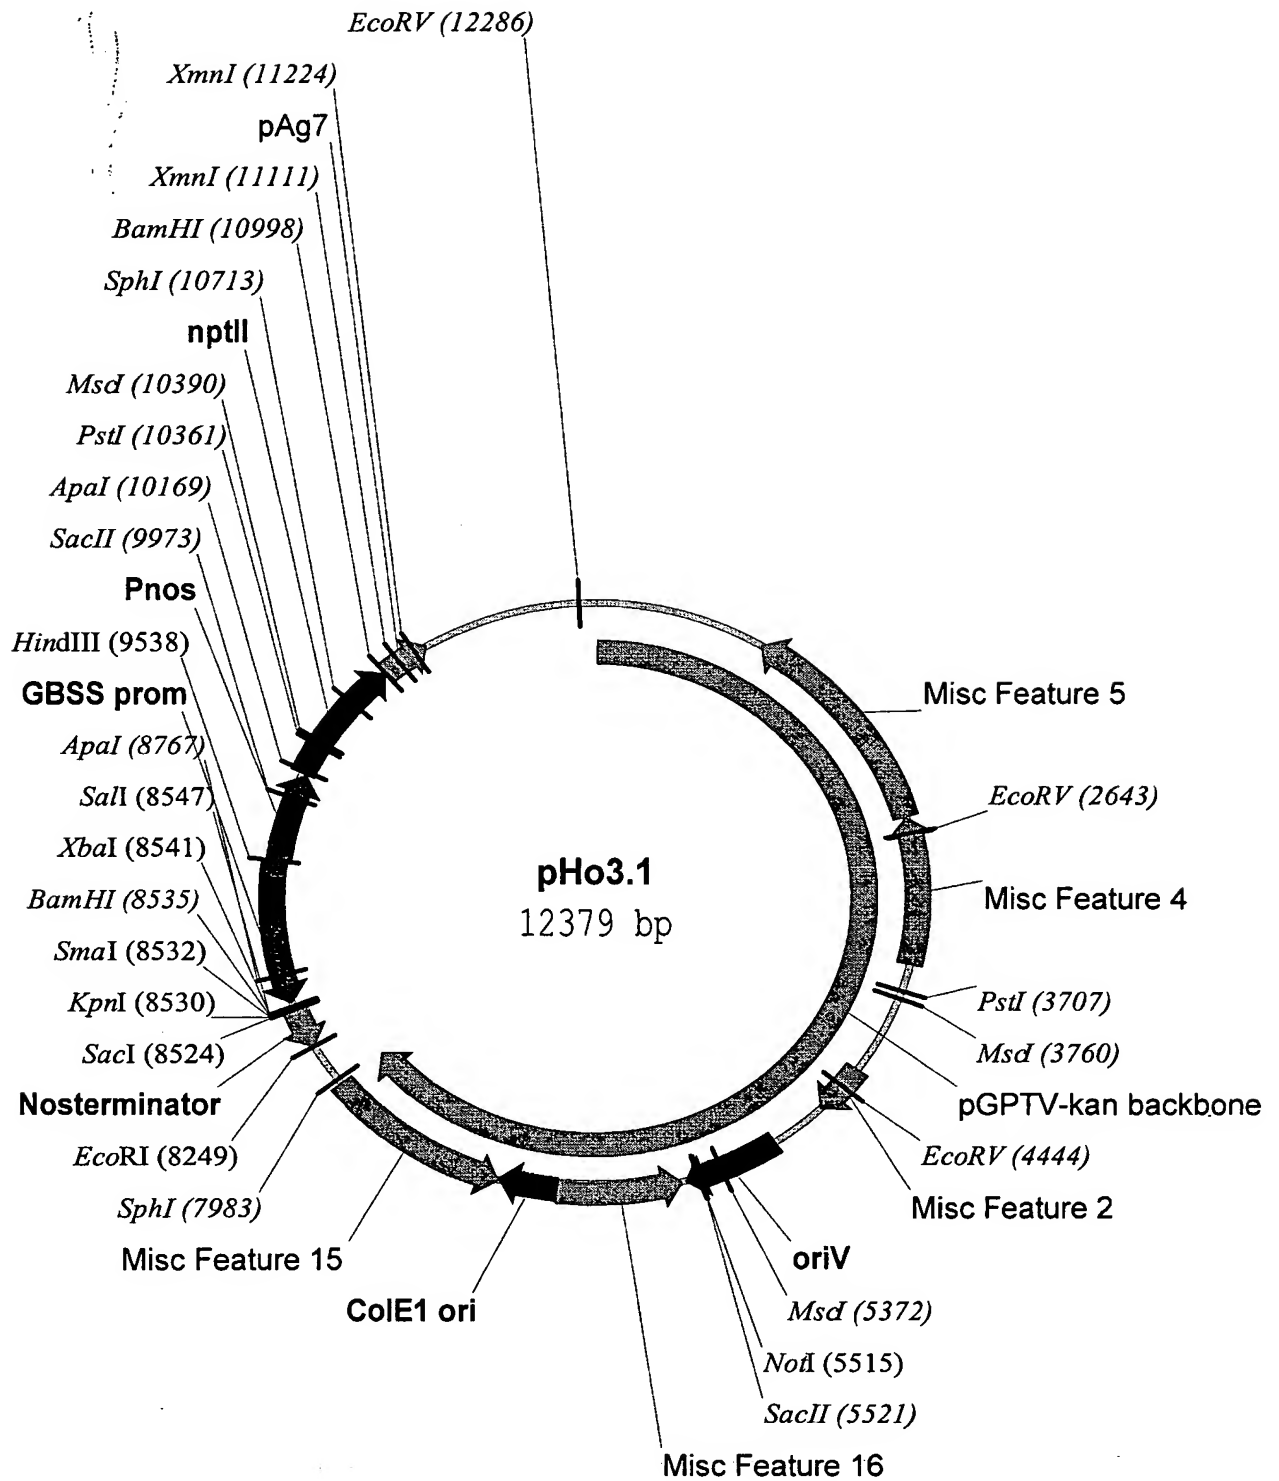 EcoRV (12286)
XmnI (11224)
pAg7
XmnI (11111)
BamHI (10998)
SphI (10713)
nptII
MscI (10390)
PstI (10361)
ApaI (10169)
SacII (9973)
Pnos
HindIII (9538)
GBSS prom
ApaI (8767)
SalI (8547)
XbaI (8541)
BamHI (8535)
SmaI (8532)
KpnI (8530)
SacI (8524)
Nosterminator
EcoRI (8249)
SphI (7983)
Misc Feature 15
ColE1 ori
pHo3.1
12379 bp
Misc Feature 5
EcoRV (2643)
Misc Feature 4
PstI (3707)
MscI (3760)
pGPTV-kan backbone
EcoRV (4444)
Misc Feature 2
oriV
MscI (5372)
NotI (5515)
SacII (5521)
Misc Feature 16